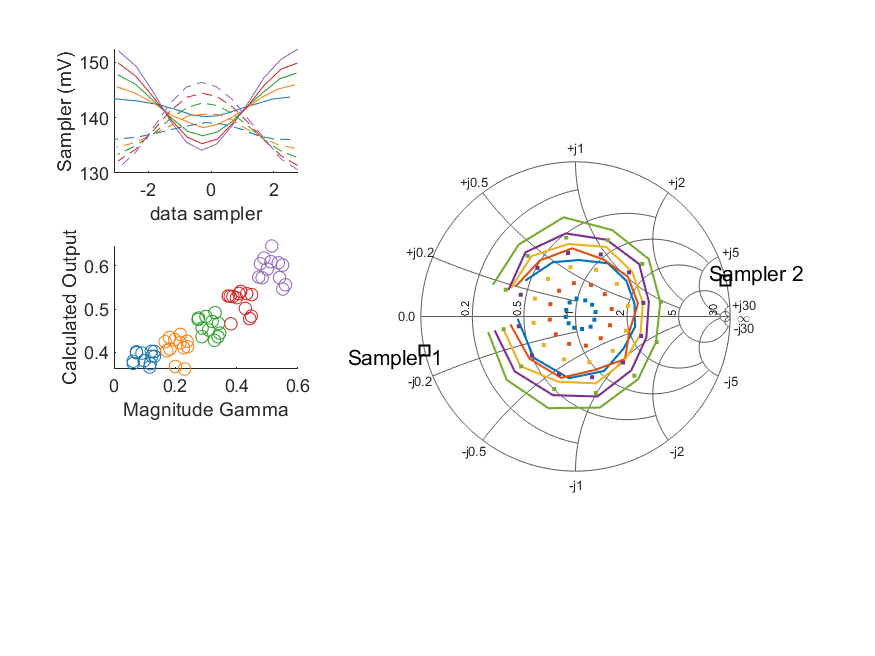 Sampler (mV)
150
140
130
-2
0
2
data sampler
Calculated Output
0.6
0.5
0.4
0
0.2
0.4
0.6
Magnitude Gamma
+j1
+j0.5
+j2
+j0.2
+j5
Sampler 2
0.0
0.2
0.5
1
2
5
30
+j30
∞
-j30
Sampler 1
-j0.2
-j5
-j0.5
-j2
-j1